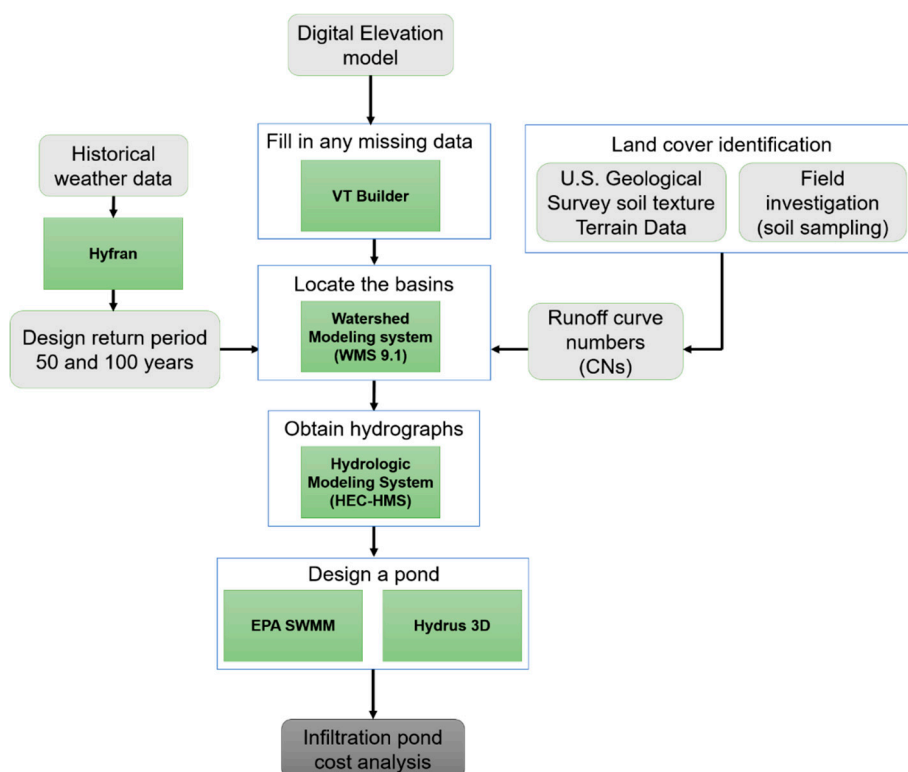 Digital Elevation
model
Fill in any missing data
VT Builder
Historical
weather data
Hyfran
Design return period
50 and 100 years
Land cover identification
U.S. Geological
Survey soil texture
Terrain Data
Field
investigation
(soil sampling)
Locate the basins
Watershed
Modeling system
(WMS 9.1)
Runoff curve
numbers
(CNs)
Obtain hydrographs
Hydrologic
Modeling System
(HEC-HMS)
Design a pond
EPA SWMM
Hydrus 3D
Infiltration pond
cost analysis